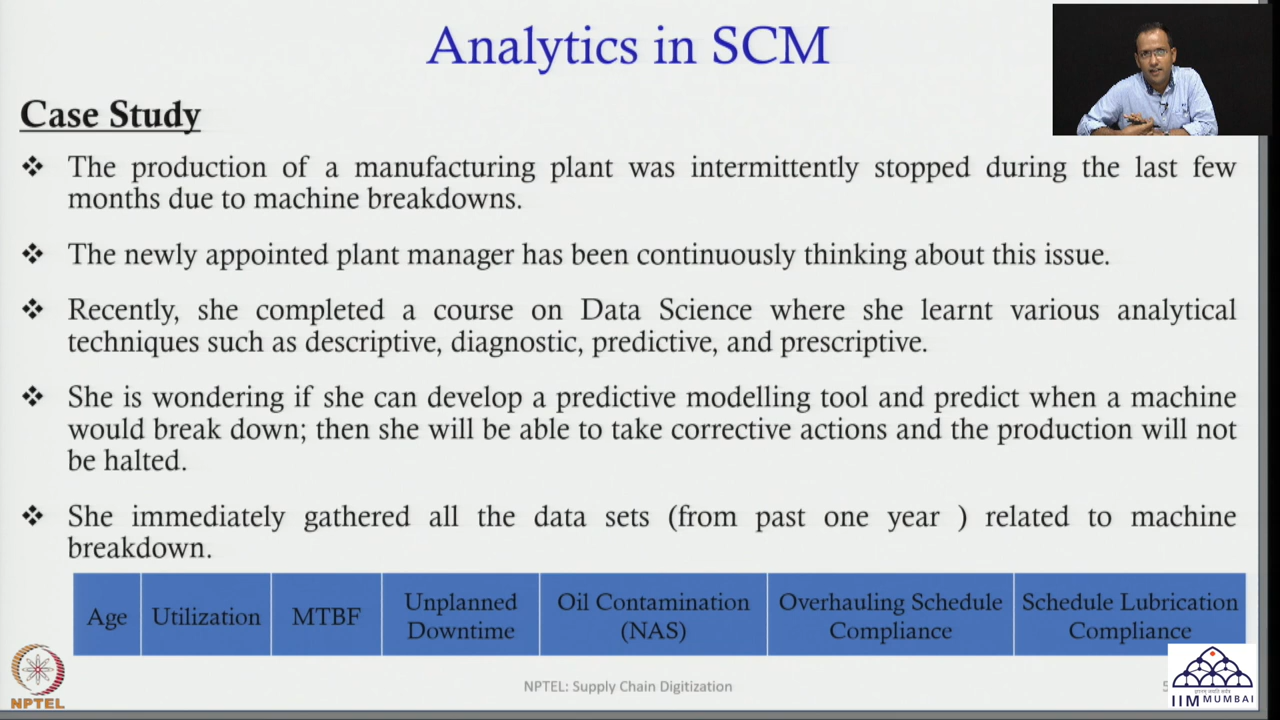 Analytics in SCM
Case Study
❖ The production of a manufacturing plant was intermittently stopped during the last few
months due to machine breakdowns.
❖ The newly appointed plant manager has been continuously thinking about this issue.
❖ Recently, she completed a course on Data Science where she learnt various analytical
techniques such as descriptive, diagnostic, predictive, and prescriptive.
❖ She is wondering if she can develop a predictive modelling tool and predict when a machine
would break down; then she will be able to take corrective actions and the production will not
be halted.
❖ She immediately gathered all the data sets (from past one year ) related to machine
breakdown.
Age
Utilization
MTBF
Unplanned
Downtime
Oil Contamination
(NAS)
Overhauling Schedule
Compliance
Schedule Lubrication
Compliance
NPTEL
NPTEL: Supply Chain Digitization
IIM MUMBAI